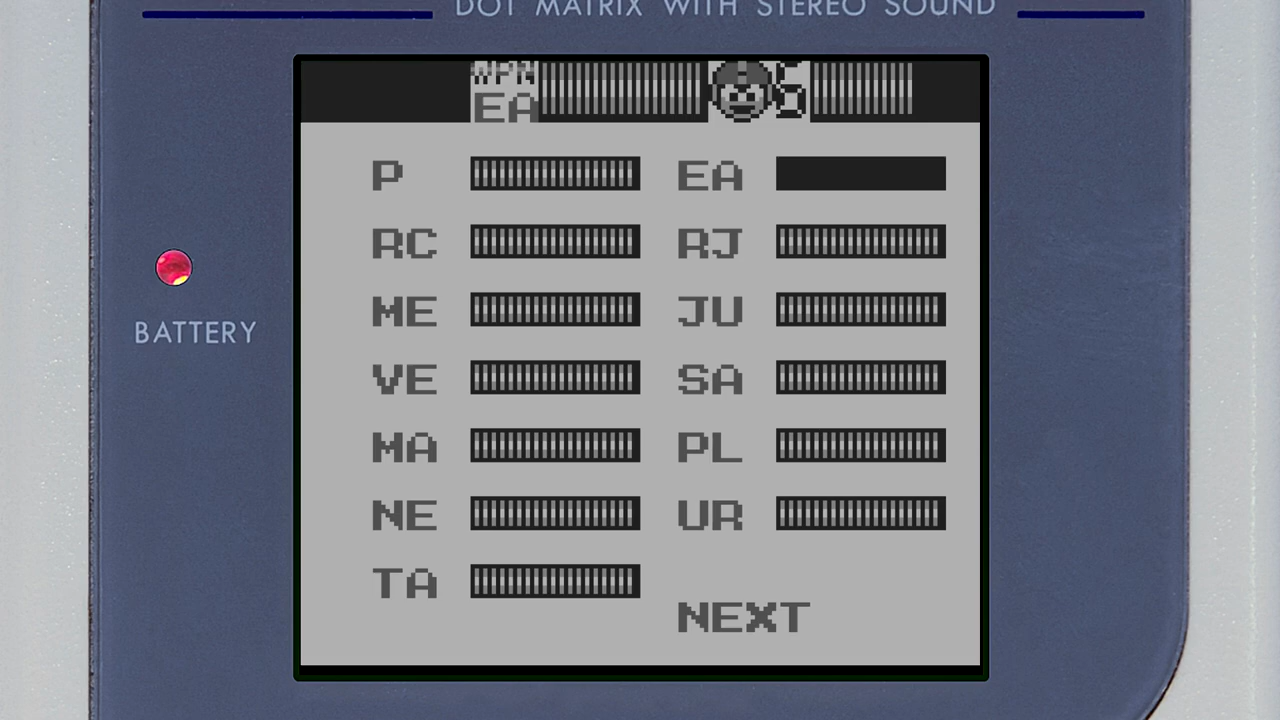 DOT MATRIX WITH STEREO SOUND
WPN
EA
P EA
RC RJ
ME JU
VE SA
MA PL
NE UR
TA
NEXT
BATTERY